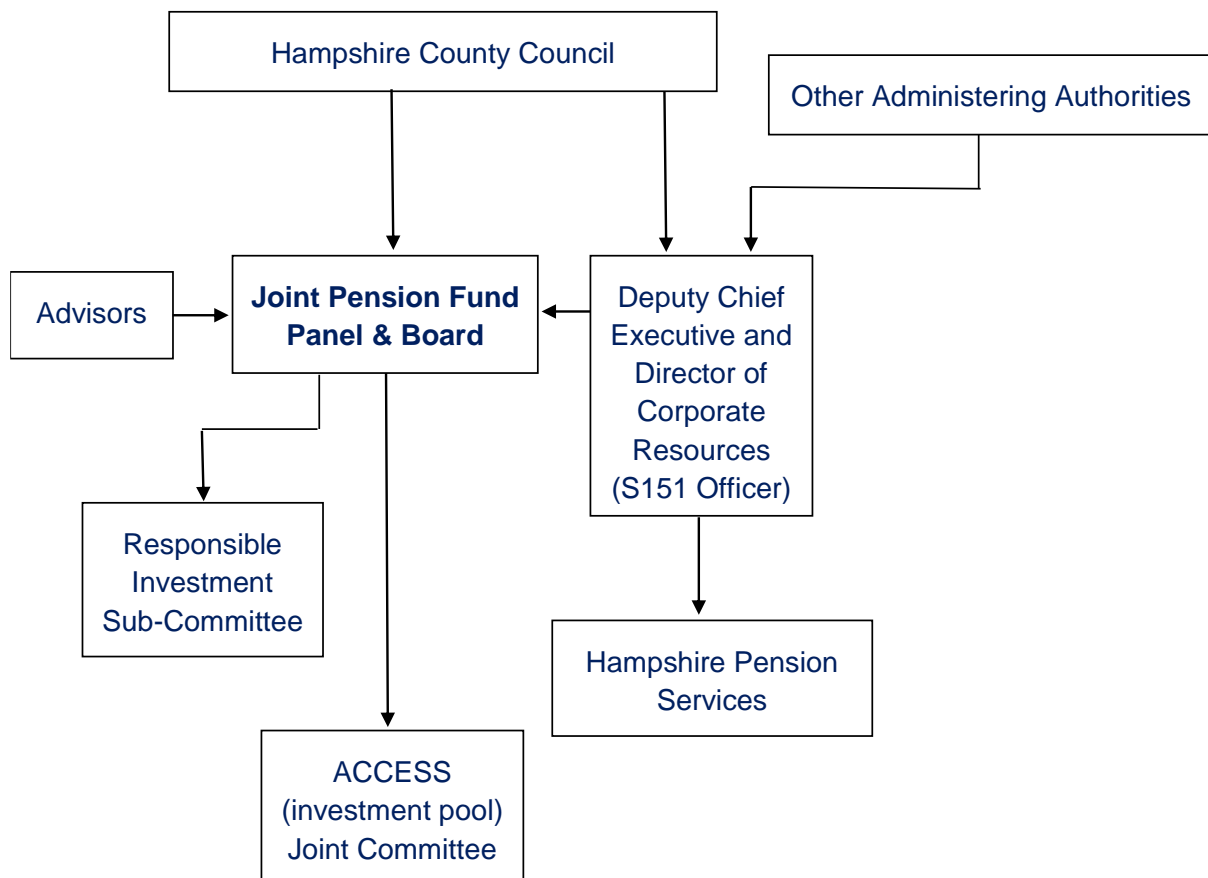 Hampshire County Council
Other Administering Authorities
Advisors
Joint Pension Fund
Panel & Board
Deputy Chief
Executive and
Director of
Corporate
Resources
(S151 Officer)
Responsible
Investment
Sub-Committee
Hampshire Pension
Services
ACCESS
(investment pool)
Joint Committee